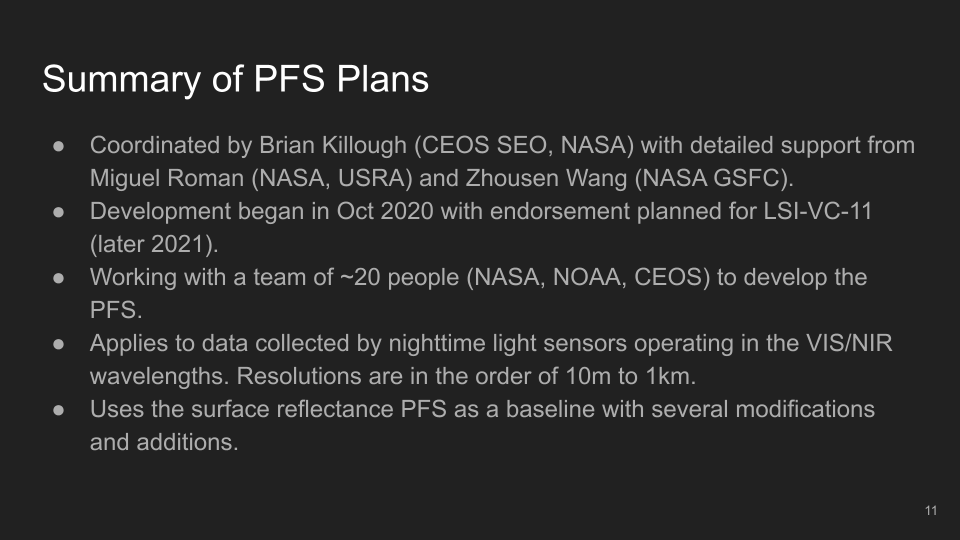 Summary of PFS Plans
● Coordinated by Brian Killough (CEOS SEO, NASA) with detailed support from
Miguel Roman (NASA, USRA) and Zhousen Wang (NASA GSFC).
● Development began in Oct 2020 with endorsement planned for LSI-VC-11
(later 2021).
● Working with a team of ~20 people (NASA, NOAA, CEOS) to develop the
PFS.
● Applies to data collected by nighttime light sensors operating in the VIS/NIR
wavelengths. Resolutions are in the order of 10m to 1km.
● Uses the surface reflectance PFS as a baseline with several modifications
and additions.
11